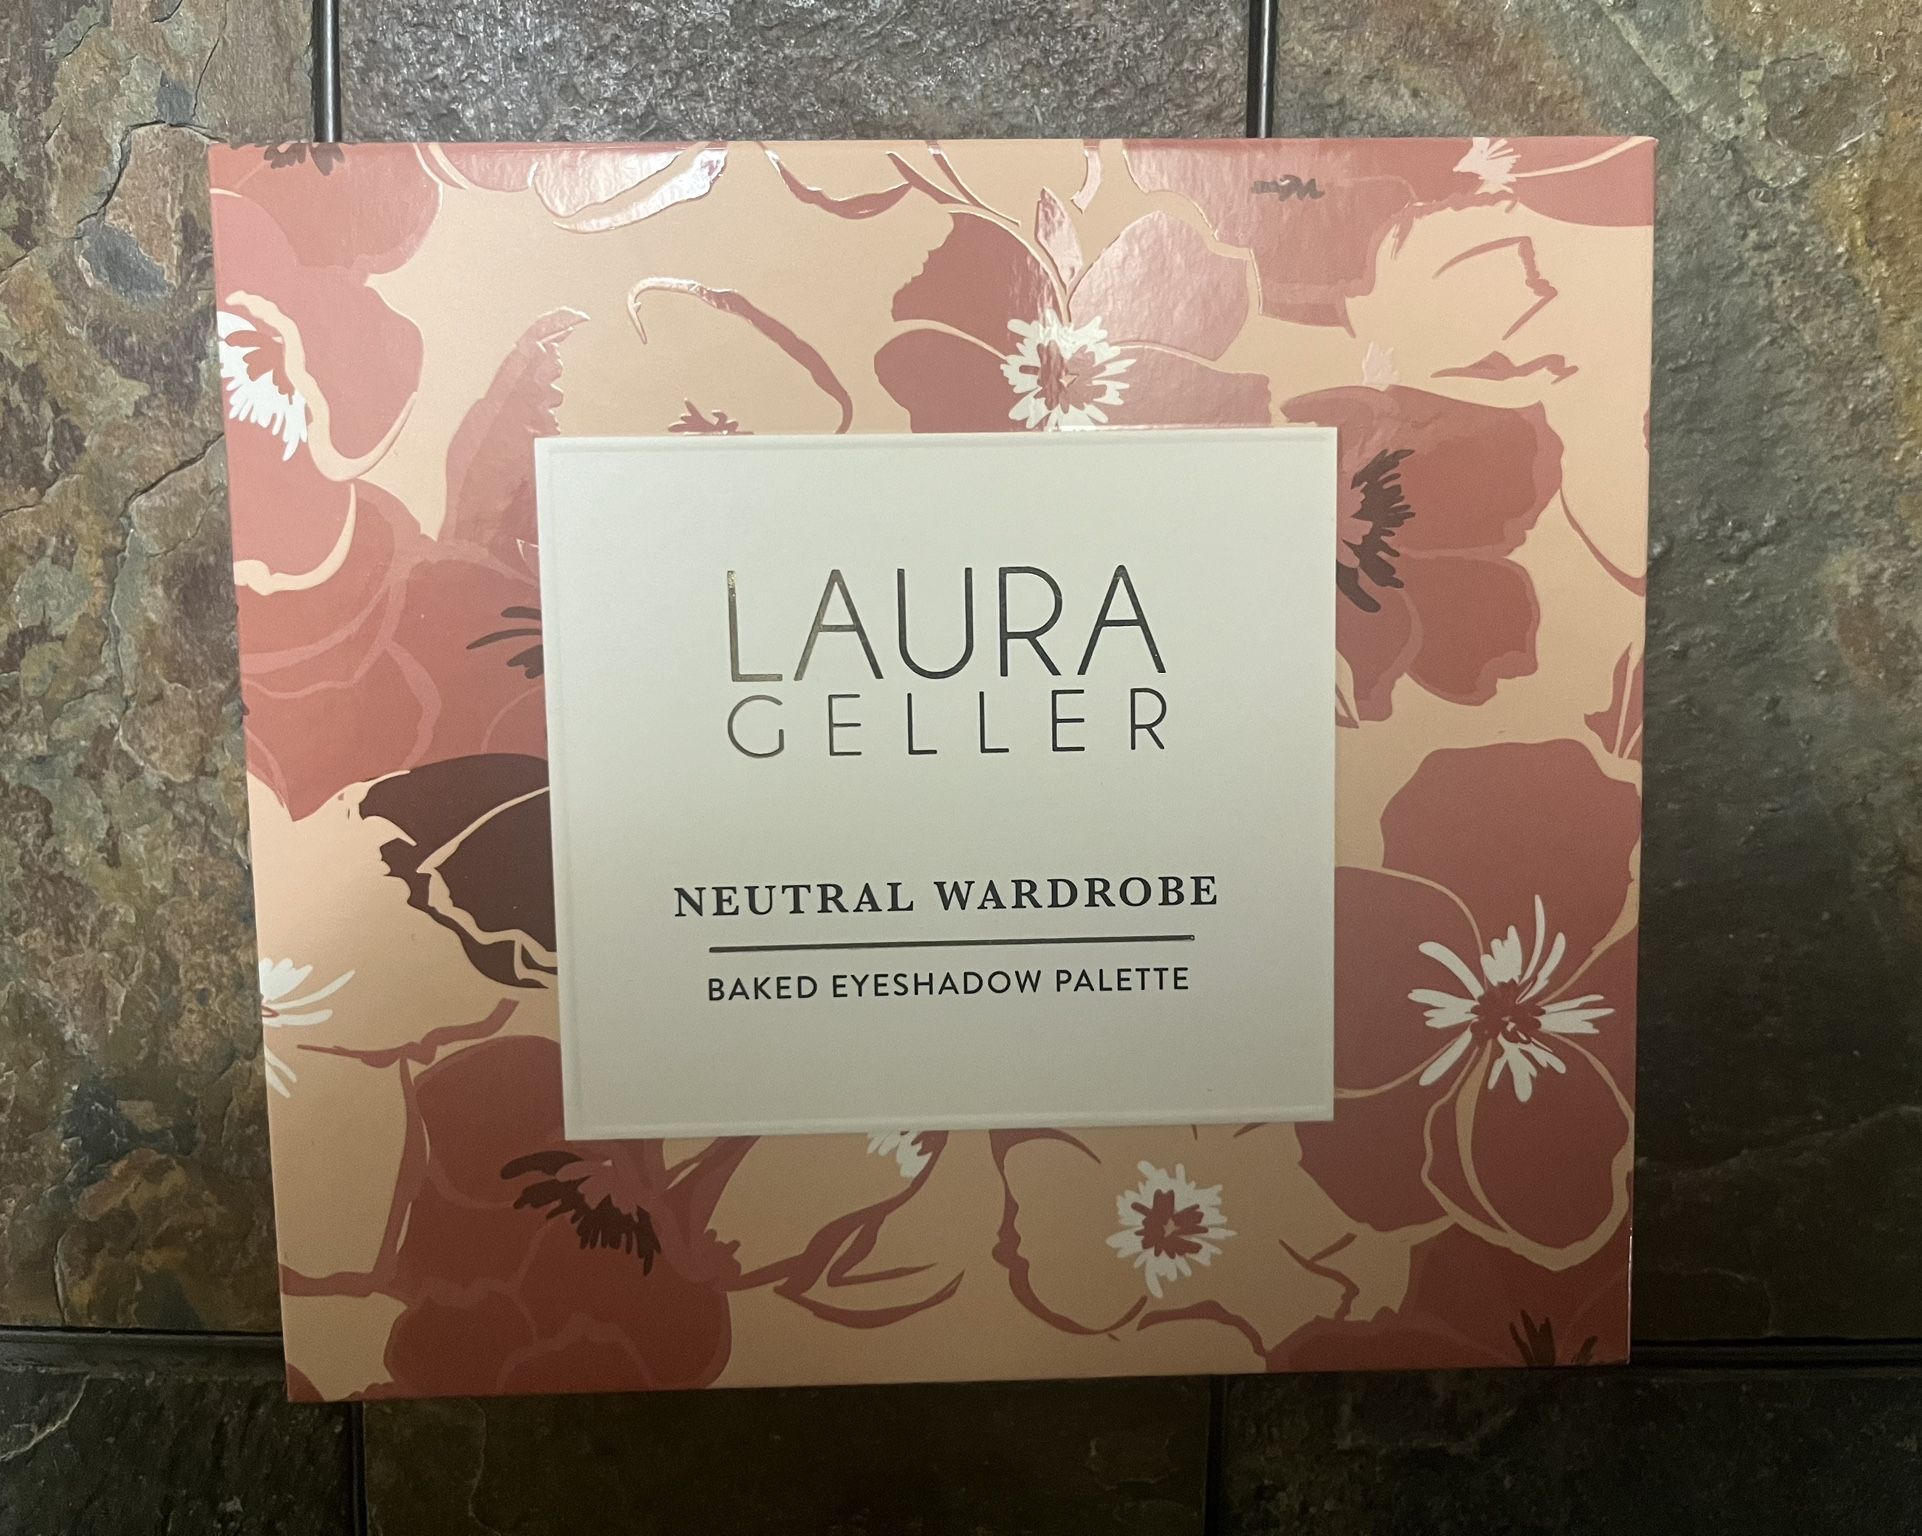 LAURA
GELLER
NEUTRAL WARDROBE
BAKED EYESHADOW PALETTE